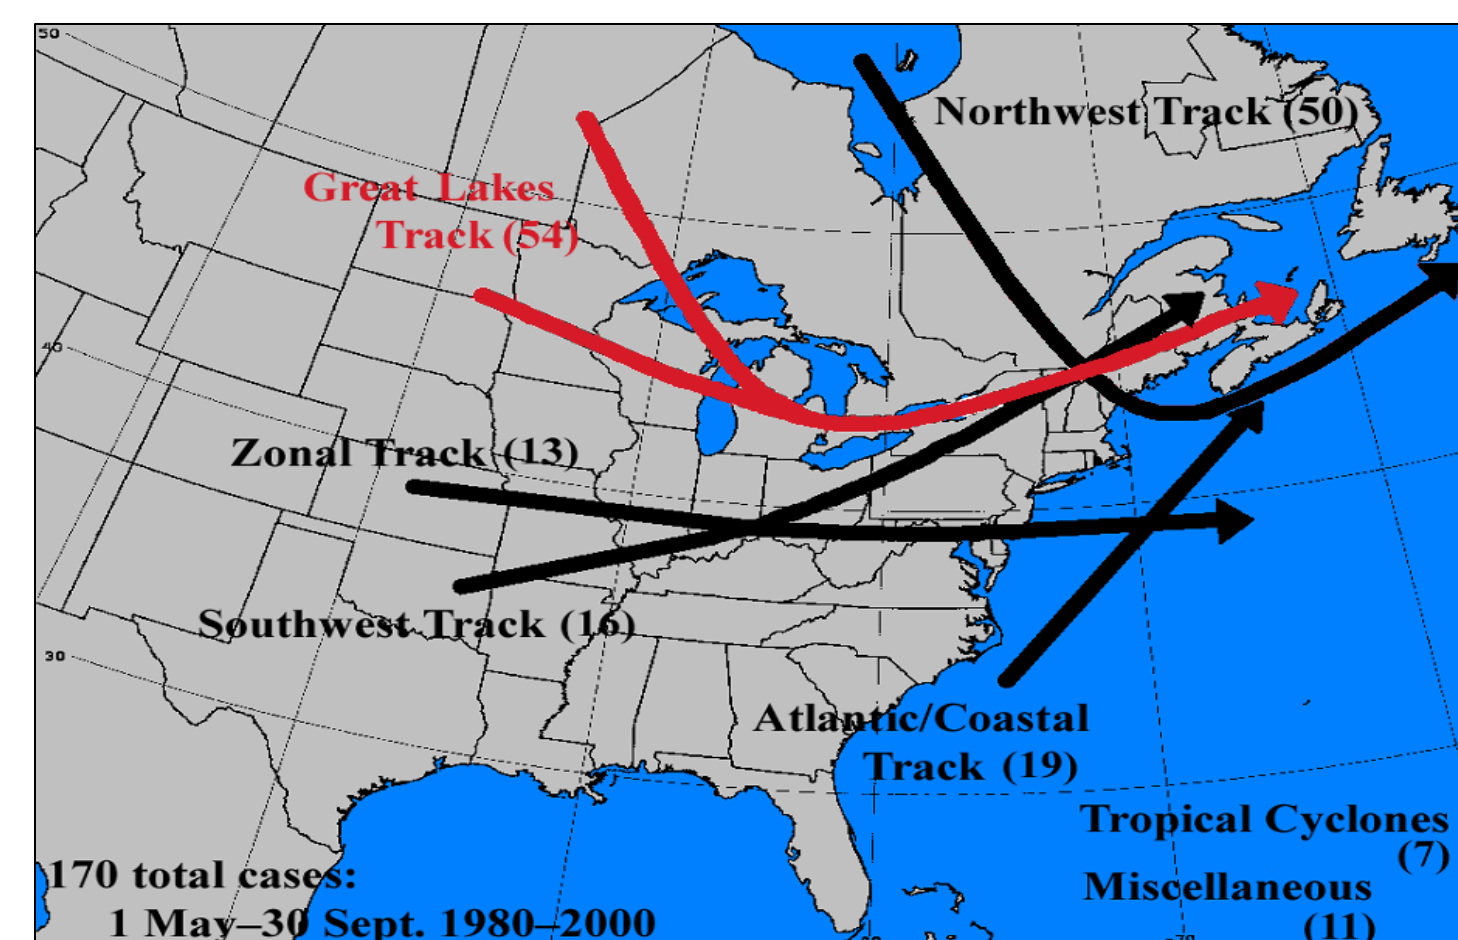 50
Northwest Track (50)
Great Lakes
Track (54)
40
Zonal Track (13)
Southwest Track (16)
30
Atlantic/Coastal
Track (19)
Tropical Cyclones
(7)
170 total cases:
Miscellaneous
1 May–30 Sept. 1980–2000
(11)